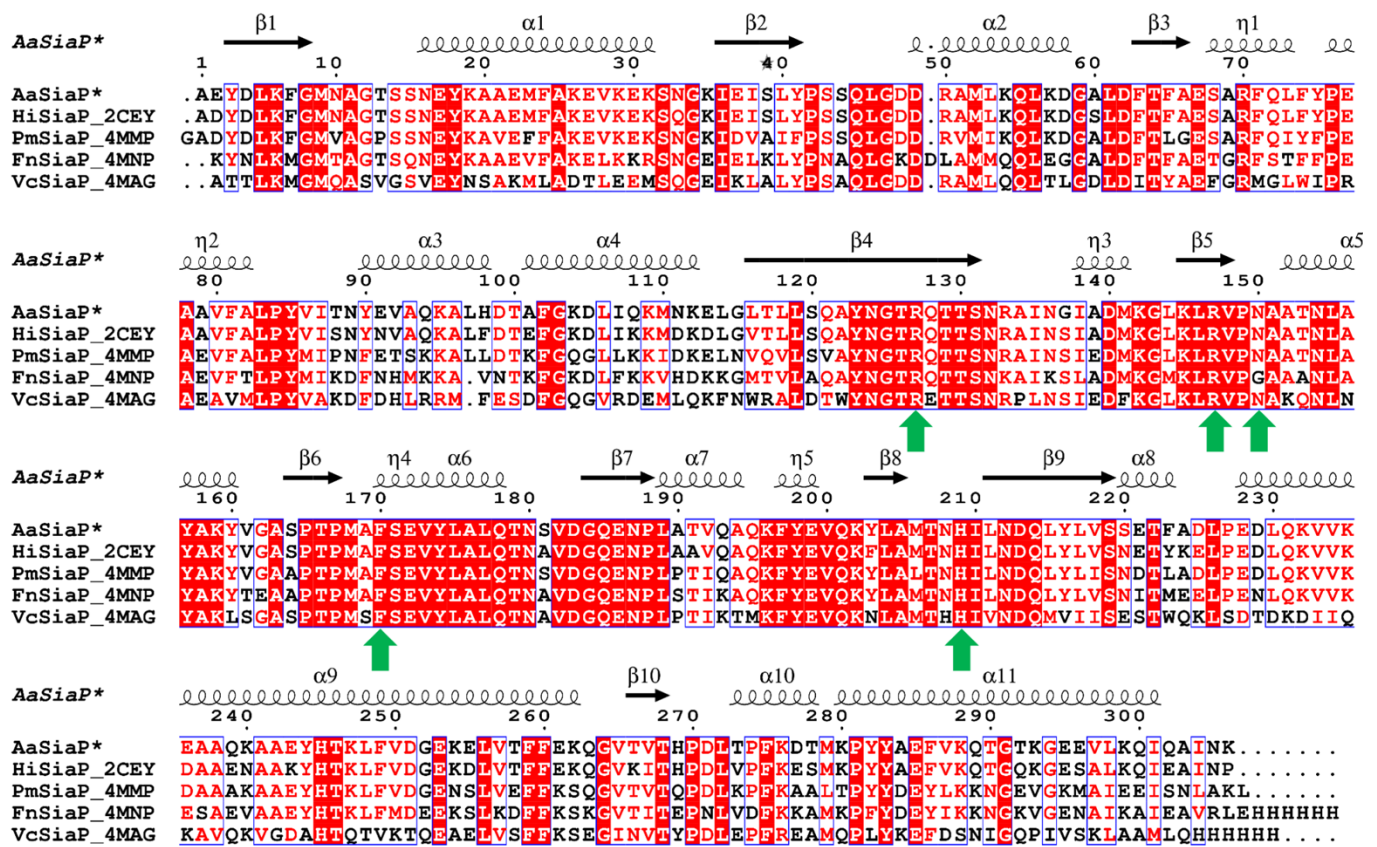 β1 α1 β2 α2 β3 η1
AaSiaP*
1 10 20 30 40 50 60 70
AaSiaP* .AEYDLKFGMNAGTSSNEYKAAEMFAKEVKEKSNGKIEISLYPSSQLGDD.RAMLKQLKDGALDFTFAESARFQLFYPE
HiSiaP_2CEY .ADYDLKFGMNAGTSSNEYKAAEMFAKEVKEKSQGKIEISLYPSSQLGDD.RAMLKQLKDGSLDFTFAESARFQLFYPE
PmSiaP_4MMP GADYDLKFGMVAGPSSNEYKAVEFFAKEVKEKSNGKIDVAIFPSSQLGDD.RVMIKQLKDGALDFTLGESARFQIYFPE
FnSiaP_4MNP ..KYNLKMGMTAGTSQNEYKAAEVFAKELKKRSNGEIELKLYPNAQLGKDDLAMMQQLEGGALDFTFAETGRFSTFFPE
VcSiaP_4MAG .ATTLKMGMQASVGSVEYNSAKMLADTLEEMSQGEIKLALYPSAQLGDD.RAMLQQLTLGDLDITYAEFGRMGLWIPR
η2 α3 α4 β4 η3 β5 α5
AaSiaP*
80 90 100 110 120 130 140 150
AaSiaP* AAVFALPYVITNYEVAQKALHDTAFGKDLIQKMNKELGLTLLSQAYNGTRQTTSNRAINGIADMKGLKLRVPNAATNLA
HiSiaP_2CEY AAVFALPYVISNYNVAQKALFDTEFGKDLIKKMDKDLGVTLLSQAYNGTRQTTSNRAINSIADMKGLKLRVPNAATNLA
PmSiaP_4MMP AEVFALPYMIPNFETSKKALLDTKFGQGLLKKIDKELNVQVLSVAYNGTRQTTSNRAINSIEDMKGLKLRVPNAATNLA
FnSiaP_4MNP AEVFTLPYMIKDFNHMKKA.VNTKFGKDLFKKVHDKKGMTVLAQAYNGTRQTTSNKAIKSLADMKGMKLRVPGAAANLA
VcSiaP_4MAG AEAVMLPYVAKDFDHLRRM.FESDFGQGVRDEMLQKFNWRALDTWYNGTRETTSNRPLNSIEDFKGLKLRVPNAKQNLN
β6 η4 α6 β7 α7 η5 β8 β9 α8
AaSiaP*
160 170 180 190 200 210 220 230
AaSiaP* YAKYVGASPTPMAFSEVYLALQTNSVDGQENPLATVQAQKFYEVQKYLAMTNHILNDQLYLVSSETFADLPEDLQKVVK
HiSiaP_2CEY YAKYVGASPTPMAFSEVYLALQTNAVDGQENPLAAVQAQKFYEVQKFLAMTNHILNDQLYLVSNETYKELPEDLQKVVK
PmSiaP_4MMP YAKYVGAAPTPMAFSEVYLALQTNSVDGQENPLPTIQAQKFYEVQKYLALTNHILNDQLYLISNDTLADLPEDLQKVVK
FnSiaP_4MNP YAKYTEAAPTPMAFSEVYLALQTNAVDGQENPLSTIKAQKFYEVQKYLAMTNHILNDQLYLVSNITMEELPENLQKVVK
VcSiaP_4MAG YAKLSGASPTPMSFSEVYLALQTNAVDGQENPLPTIKTMKFYEVQKNLAMTHHIVNDQMVIISESTWQKLSDTDKDIIQ
α9 β10 α10 α11
AaSiaP*
240 250 260 270 280 290 300
AaSiaP* EAAQKAAEYHTKLFVDGEKELVTFFEKQGVTVTHPDLTPFKDTMKPYYAEFVKQTGTKGEEVLKQIQAINK.......
HiSiaP_2CEY DAAENAAKYHTKLFVDGEKDLVTFFEKQGVKITHPDLVPFKESMKPYYAEFVKQTGQKGESALKQIEAINP.......
PmSiaP_4MMP DAAAKAAEYHTKLFVDGENSLVEFFKSQGVTVTQPDLKPFKAALTPYYDEYLKKNGEVGKMAIEEISNLAKL......
FnSiaP_4MNP ESAEVAAEYHTKLFMDEEKSLKDFFKSKGVTITEPNLVDFKNSMKPFYDEYIKKNGKVGENAIKAIEAVRLEHHHHHH
VcSiaP_4MAG KAVQKVGDAHTQTVKTQEAELVSFFKSEGINVTYPDLEPFREAMQPLYKEFDSNIGQPIVSKLAAMLQHHHHHH....